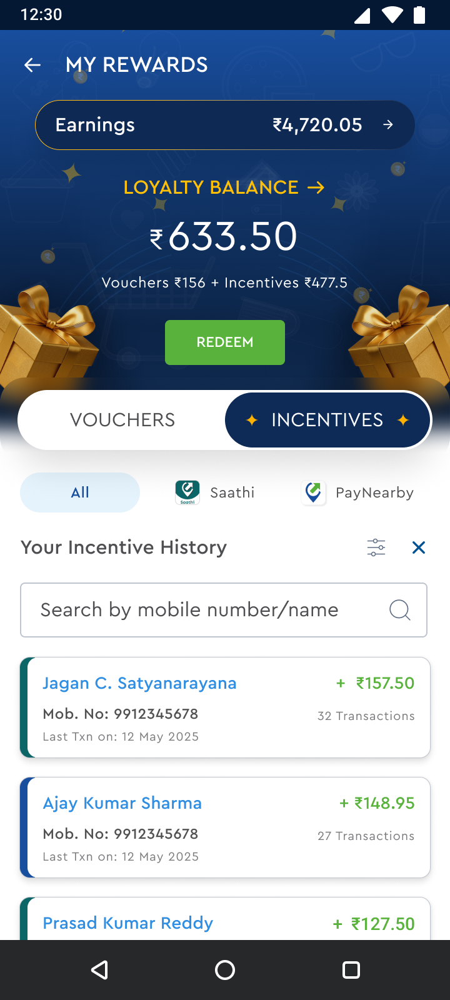 12:30
MY REWARDS
Earnings ₹4,720.05
LOYALTY BALANCE
₹633.50
Vouchers ₹156 + Incentives ₹477.5
REDEEM
VOUCHERS INCENTIVES
All Saathi Saathi PayNearby
Your Incentive History
Search by mobile number/name
Jagan C. Satyanarayana + ₹157.50
Mob. No: 9912345678 32 Transactions
Last Txn on: 12 May 2025
Ajay Kumar Sharma + ₹148.95
Mob. No: 9912345678 27 Transactions
Last Txn on: 12 May 2025
Prasad Kumar Reddy + ₹127.50